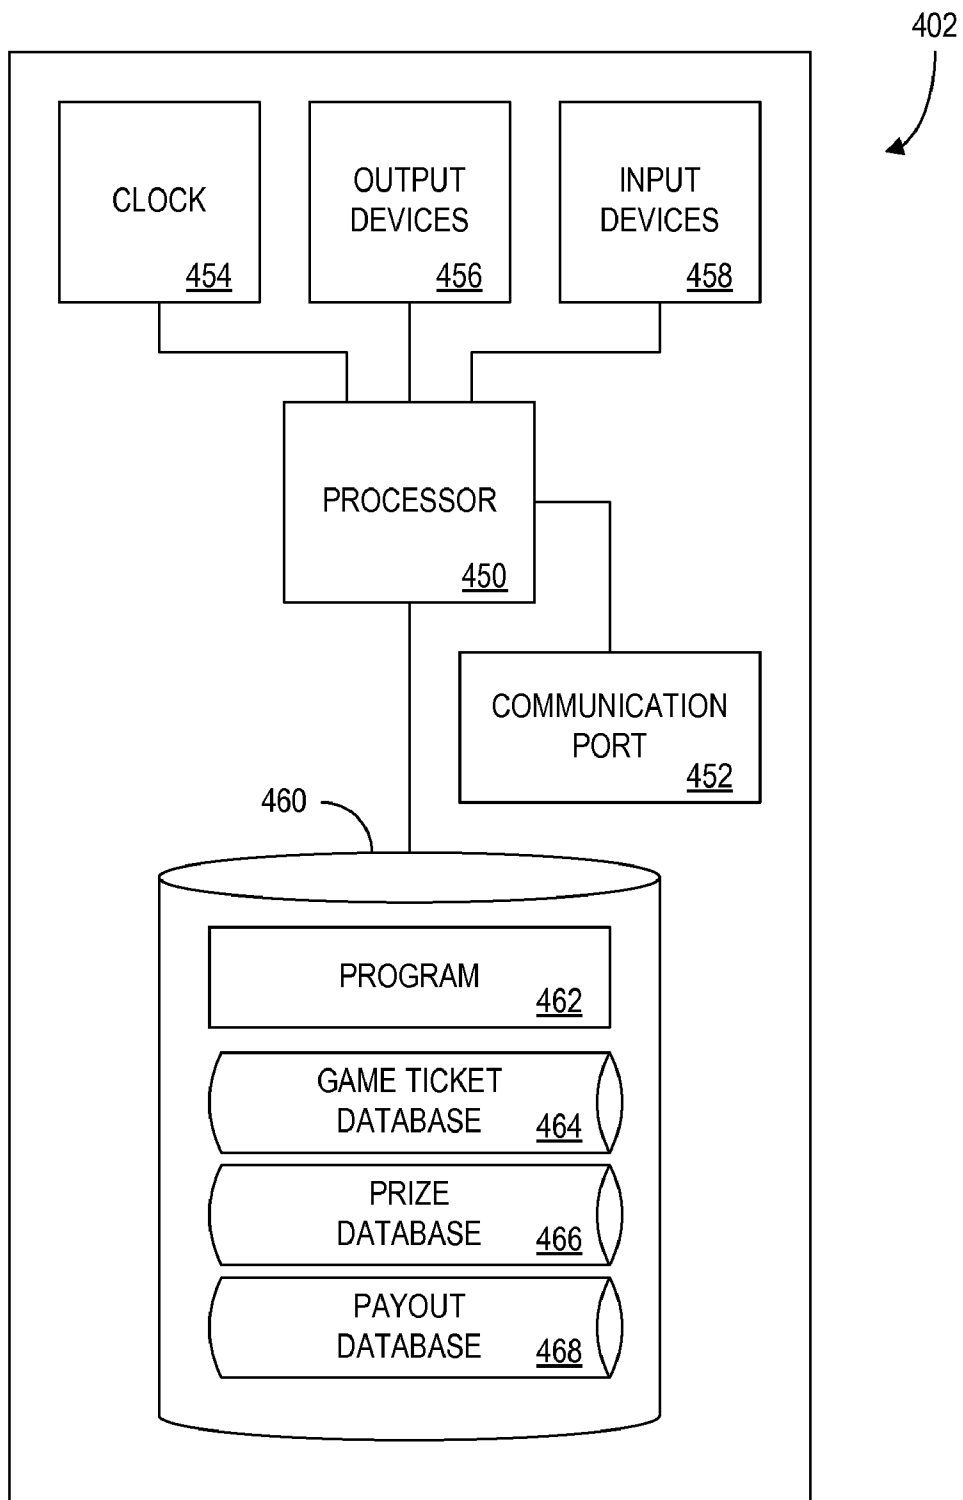 402
CLOCK
454
OUTPUT
DEVICES
456
INPUT
DEVICES
458
PROCESSOR
450
COMMUNICATION
PORT
452
460
PROGRAM
462
GAME TICKET
DATABASE
464
PRIZE
DATABASE
466
PAYOUT
DATABASE
468